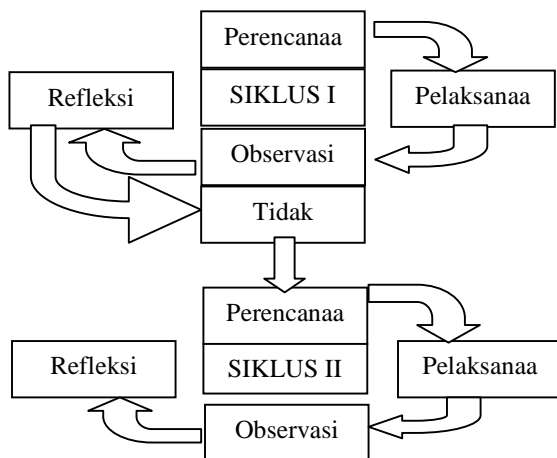 Perencanaa
Refleksi
SIKLUS I
Pelaksanaa
Observasi
Tidak
Perencanaa
Refleksi
SIKLUS II
Pelaksanaa
Observasi